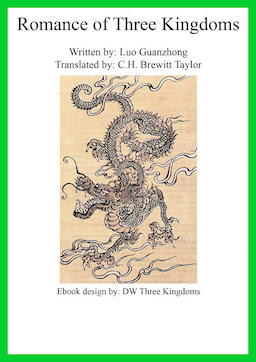 Romance of Three Kingdoms
Written by: Luo Guanzhong
Translated by: C.H. Brewitt Taylor
Ebook design by: DW Three Kingdoms